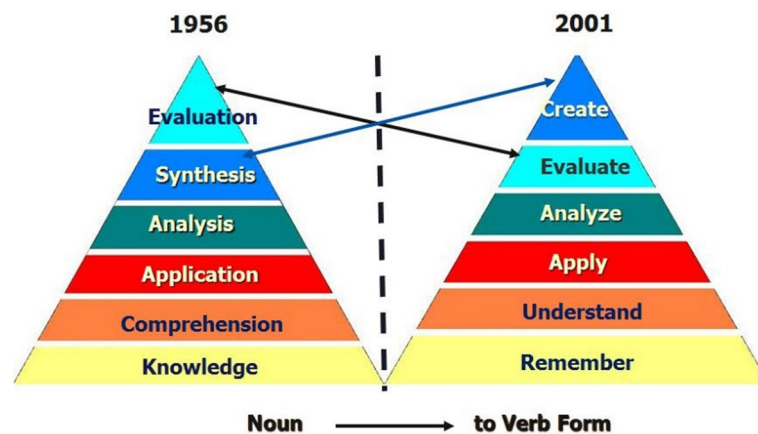 1956
Evaluation
Synthesis
Analysis
Application
Comprehension
Knowledge
2001
Create
Evaluate
Analyze
Apply
Understand
Remember
Noun to Verb Form